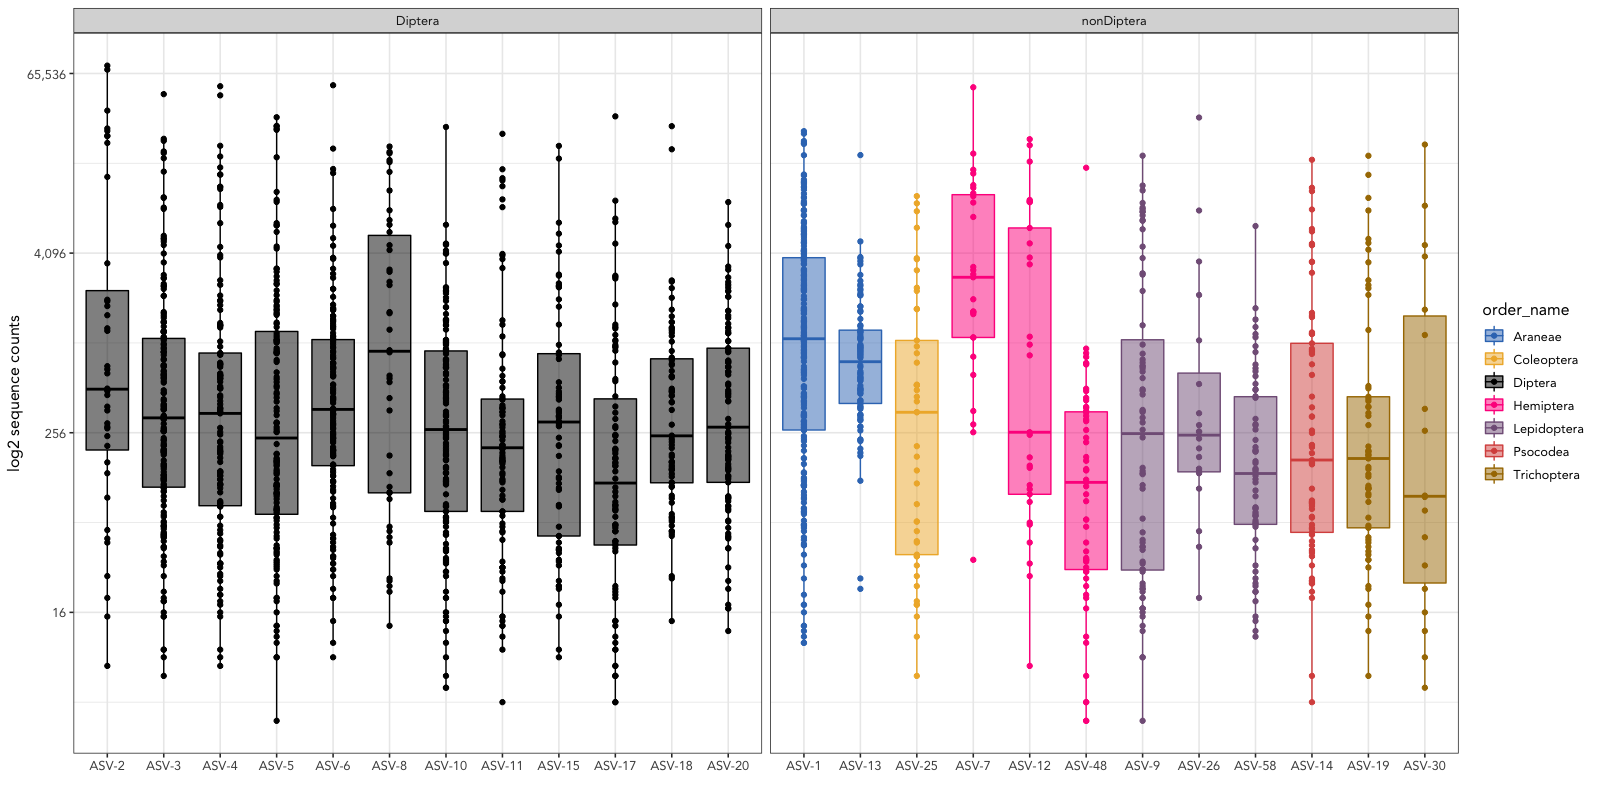 Diptera
nonDiptera
log2 sequence counts
65,536
4,096
256
16
ASV-2 ASV-3 ASV-4 ASV-5 ASV-6 ASV-8 ASV-10 ASV-11 ASV-15 ASV-17 ASV-18 ASV-20
ASV-1 ASV-13 ASV-25 ASV-7 ASV-12 ASV-48 ASV-9 ASV-26 ASV-58 ASV-14 ASV-19 ASV-30
order_name
Araneae
Coleoptera
Diptera
Hemiptera
Lepidoptera
Psocodea
Trichoptera